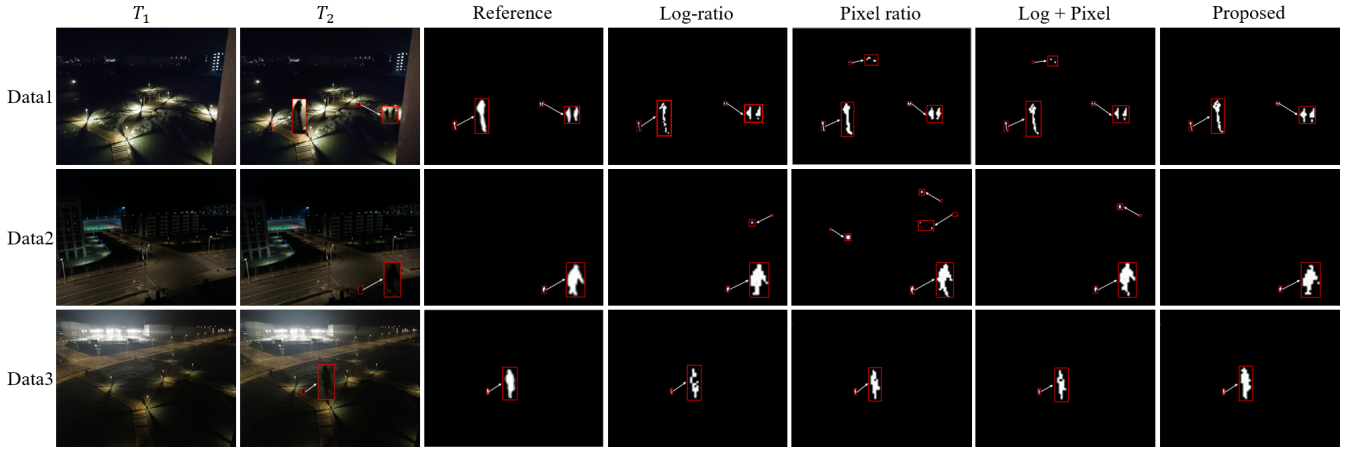 T₁ T₂ Reference Log-ratio Pixel ratio Log + Pixel Proposed
Data1
Data2
Data3